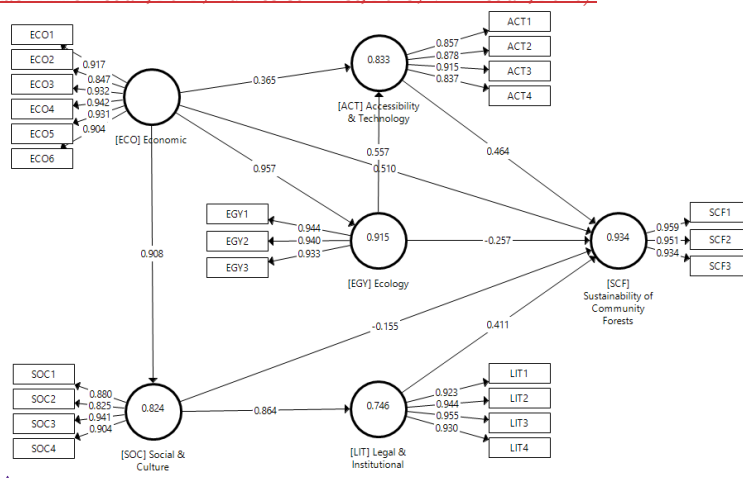 ECO1
ECO2
ECO3
ECO4
ECO5
ECO6
0.917
0.847
0.932
0.942
0.931
0.904
[ECO] Economic
0.365
0.833
[ACT] Accessibility
& Technology
0.857
0.878
0.915
0.837
ACT1
ACT2
ACT3
ACT4
0.957
0.557
0.510
0.464
0.908
EGY1
EGY2
EGY3
0.944
0.940
0.933
0.915
[EGY] Ecology
-0.257
0.934
[SCF]
Sustainability of
Community
Forests
0.959
0.951
0.934
SCF1
SCF2
SCF3
-0.155
0.411
SOC1
SOC2
SOC3
SOC4
0.880
0.825
0.941
0.904
0.824
[SOC] Social &
Culture
0.864
0.746
[LIT] Legal &
Institutional
0.923
0.944
0.955
0.930
LIT1
LIT2
LIT3
LIT4